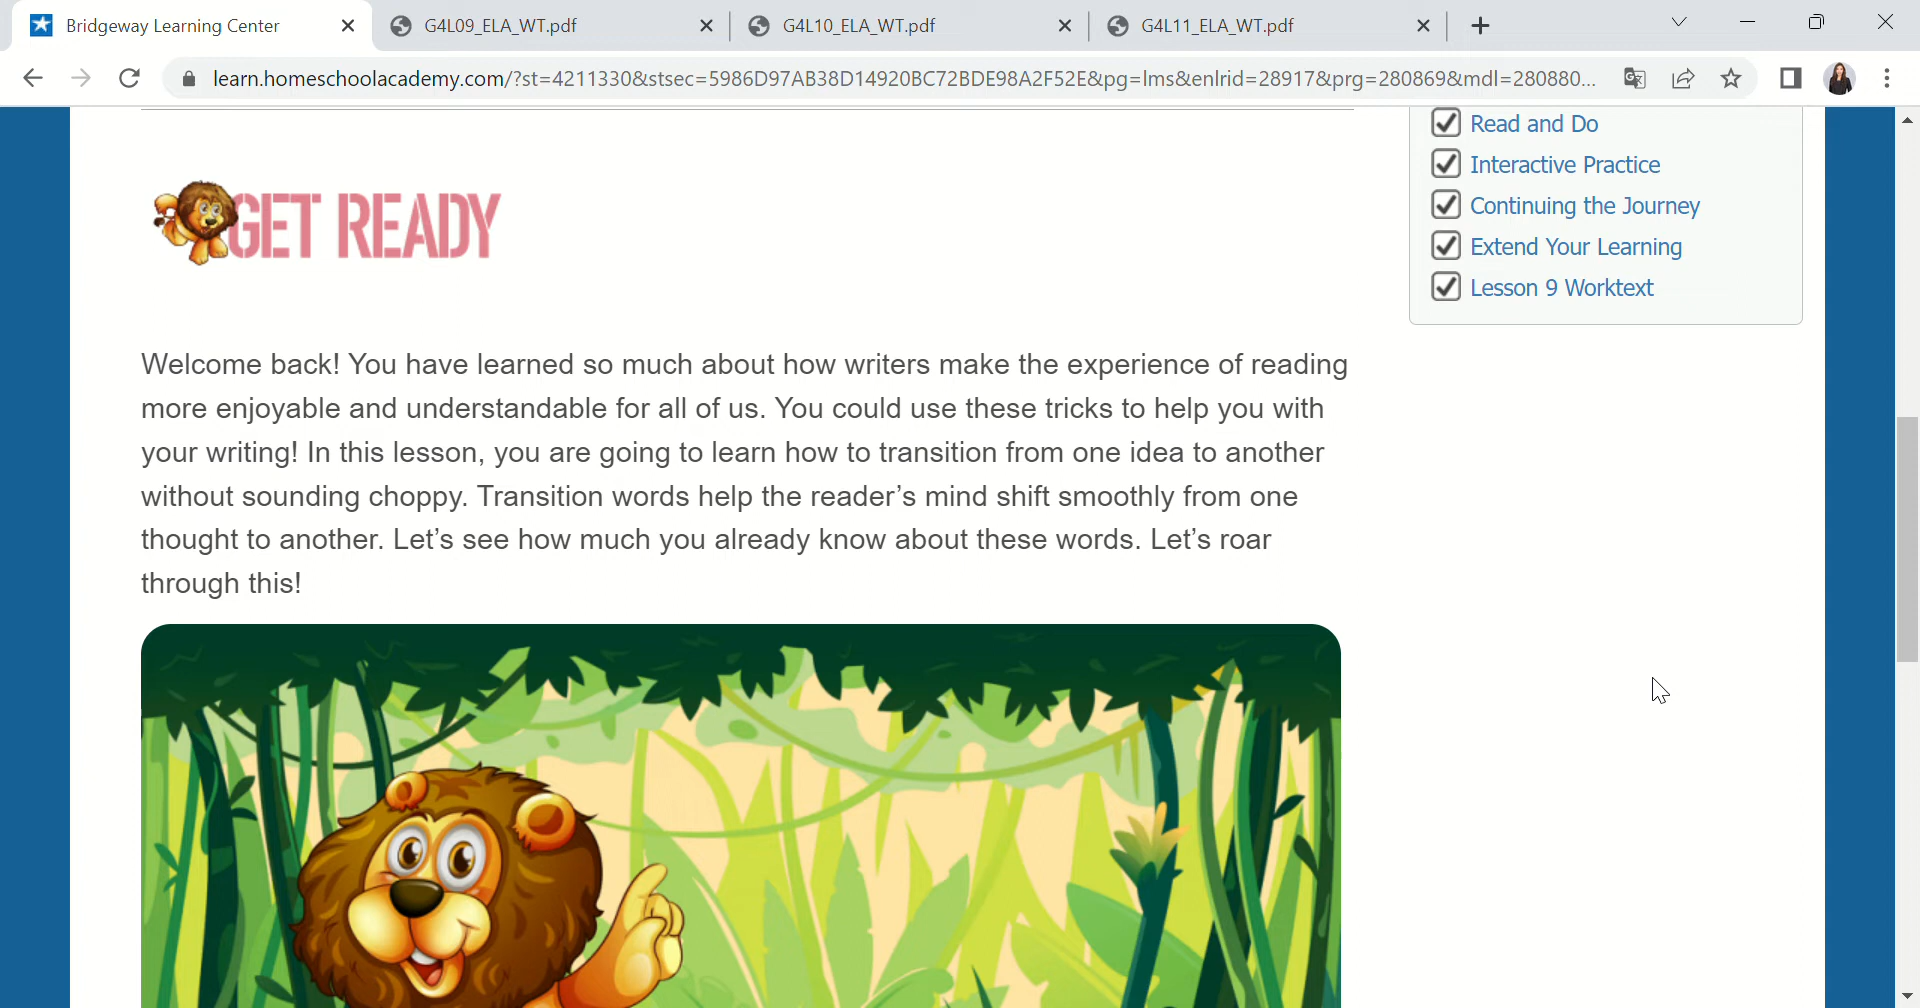 Bridgeway Learning Center
G4L09_ELA_WT.pdf
G4L10_ELA_WT.pdf
G4L11_ELA_WT.pdf
learn.homeschoolacademy.com/?st=4211330&stsec=5986D97AB38D14920BC72BDE98A2F52E&pg=lms&enlrid=28917&prg=280869&mdl=280880...
Read and Do
Interactive Practice
Continuing the Journey
Extend Your Learning
Lesson 9 Worktext
GET READY
Welcome back! You have learned so much about how writers make the experience of reading
more enjoyable and understandable for all of us. You could use these tricks to help you with
your writing! In this lesson, you are going to learn how to transition from one idea to another
without sounding choppy. Transition words help the reader’s mind shift smoothly from one
thought to another. Let’s see how much you already know about these words. Let’s roar
through this!